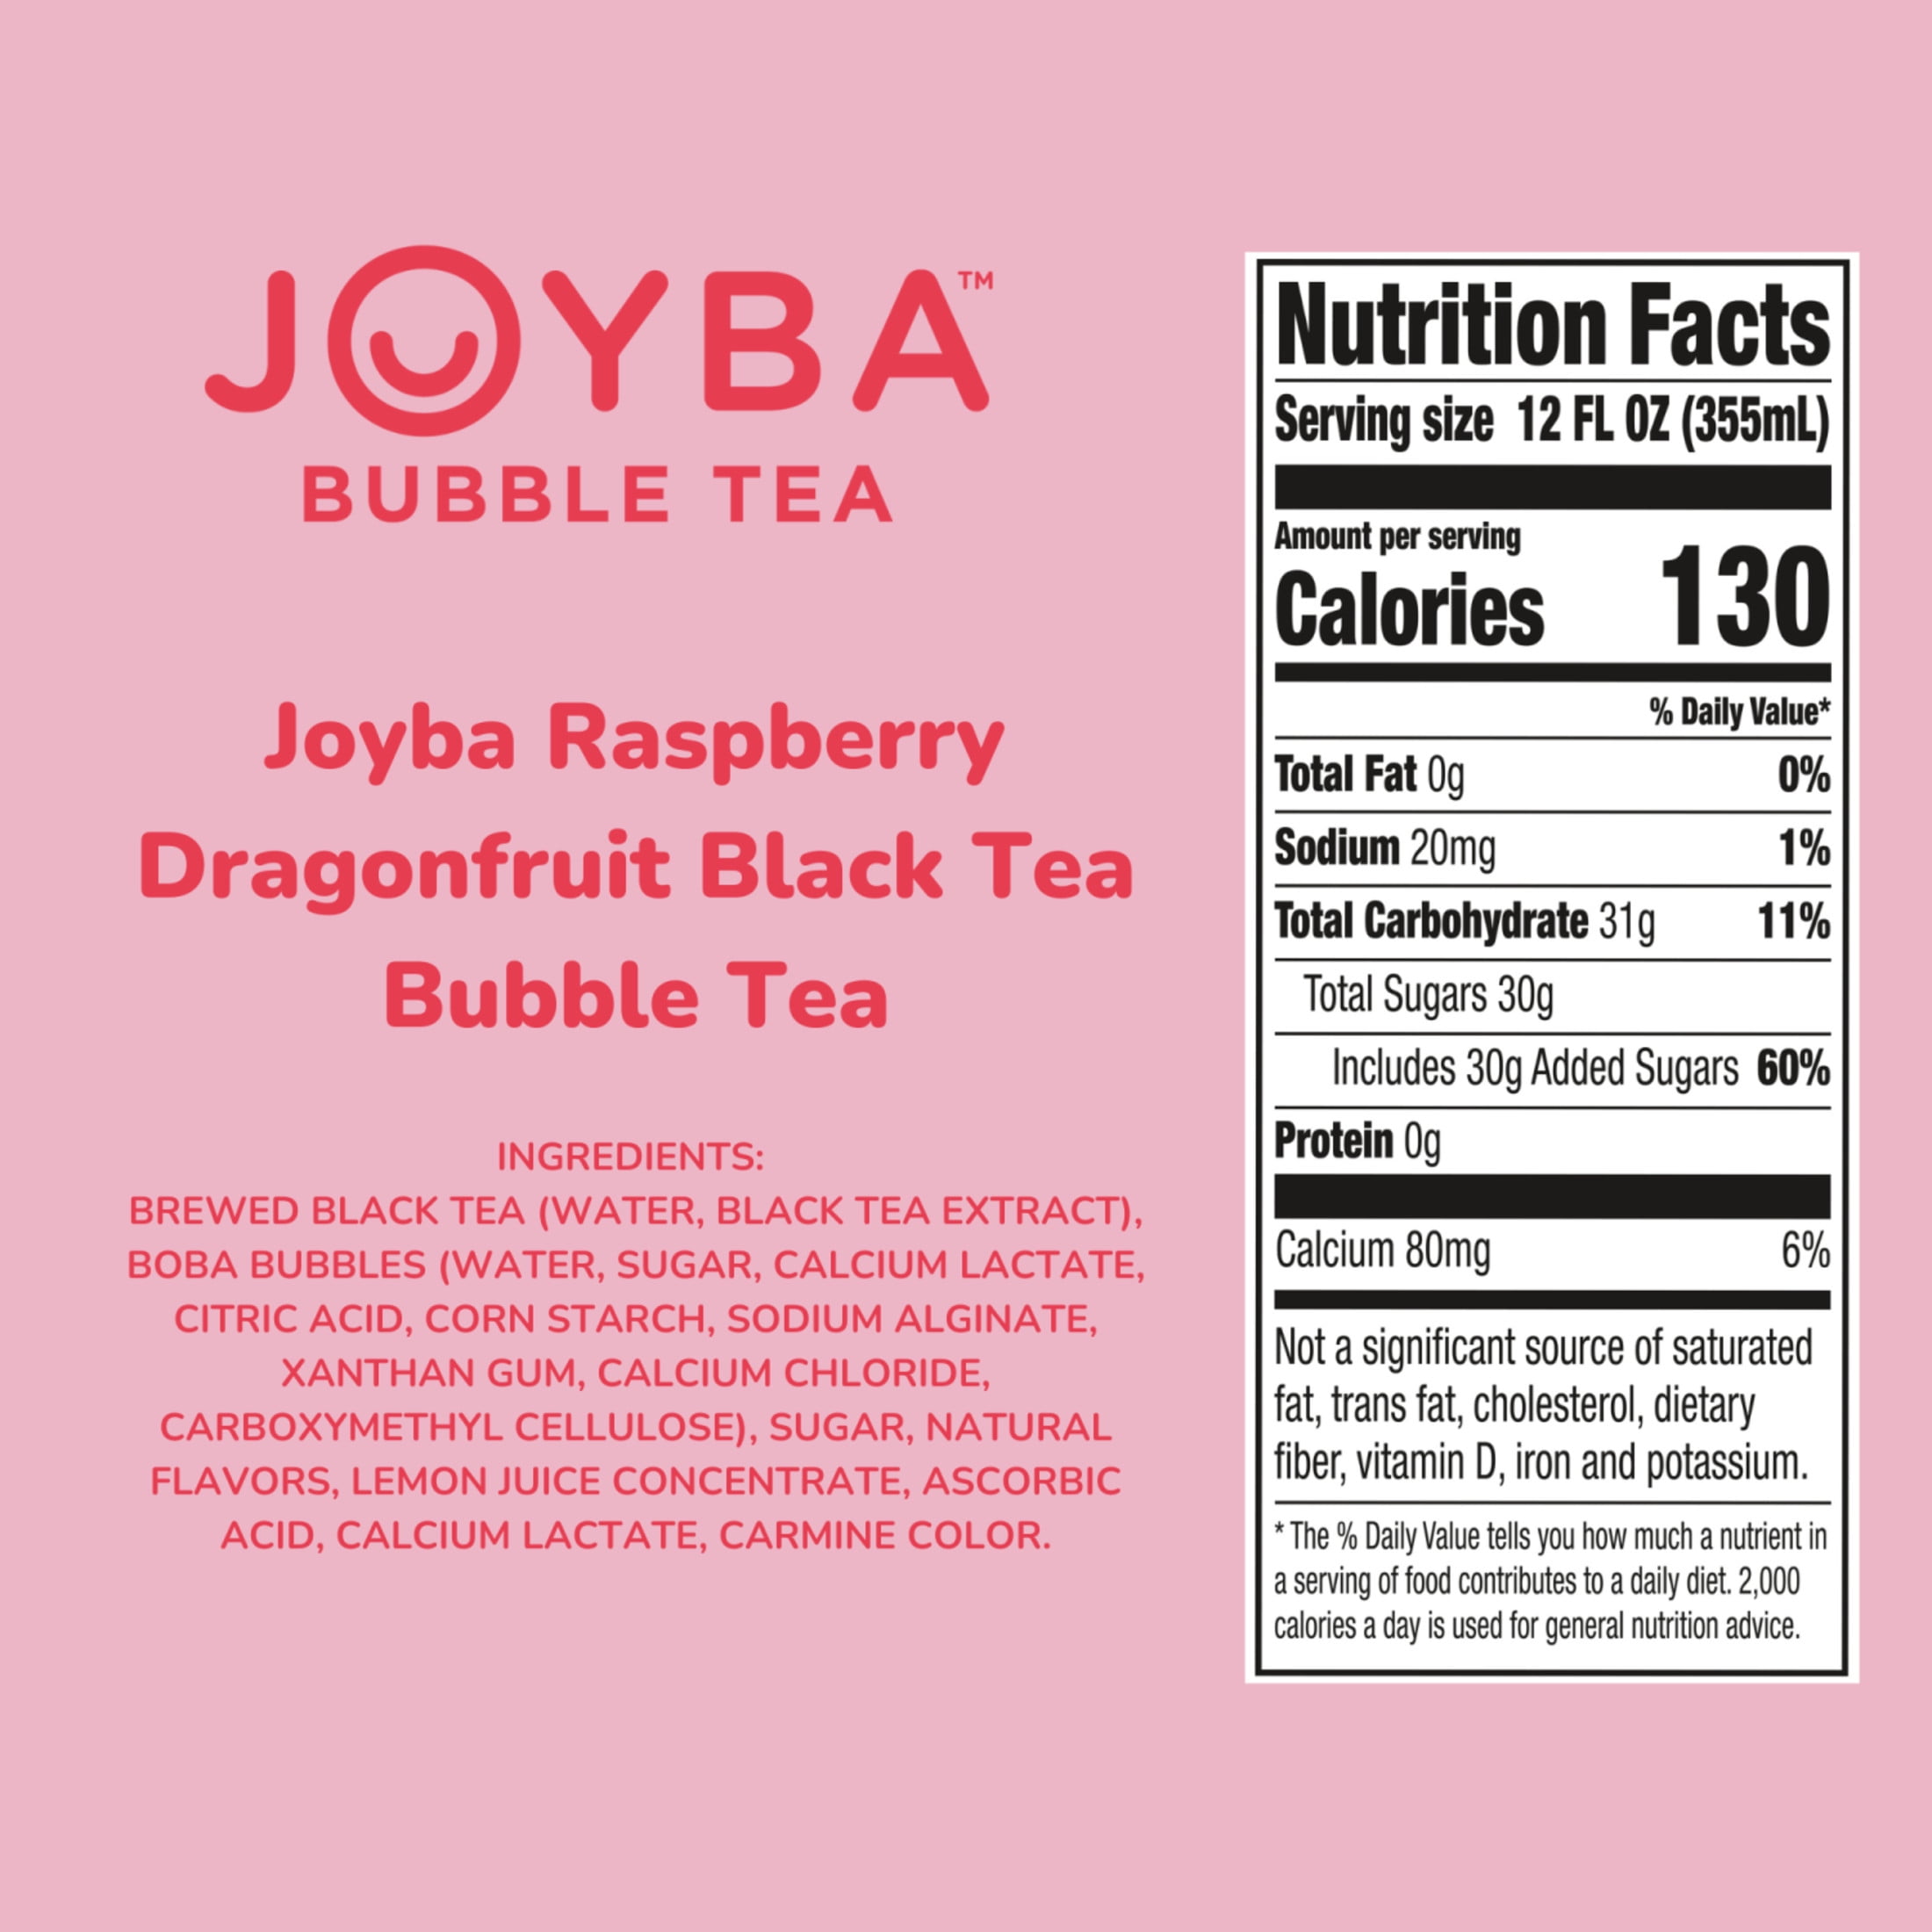 JOYBA™
BUBBLE TEA
Joyba Raspberry
Dragonfruit Black Tea
Bubble Tea
INGREDIENTS:
BREWED BLACK TEA (WATER, BLACK TEA EXTRACT),
BOBA BUBBLES (WATER, SUGAR, CALCIUM LACTATE,
CITRIC ACID, CORN STARCH, SODIUM ALGINATE,
XANTHAN GUM, CALCIUM CHLORIDE,
CARBOXYMETHYL CELLULOSE), SUGAR, NATURAL
FLAVORS, LEMON JUICE CONCENTRATE, ASCORBIC
ACID, CALCIUM LACTATE, CARMINE COLOR.
Nutrition Facts
Serving size 12 FL OZ (355mL)
Amount per serving
Calories 130
% Daily Value*
Total Fat 0g 0%
Sodium 20mg 1%
Total Carbohydrate 31g 11%
Total Sugars 30g
Includes 30g Added Sugars 60%
Protein 0g
Calcium 80mg 6%
Not a significant source of saturated
fat, trans fat, cholesterol, dietary
fiber, vitamin D, iron and potassium.
* The % Daily Value tells you how much a nutrient in
a serving of food contributes to a daily diet. 2,000
calories a day is used for general nutrition advice.